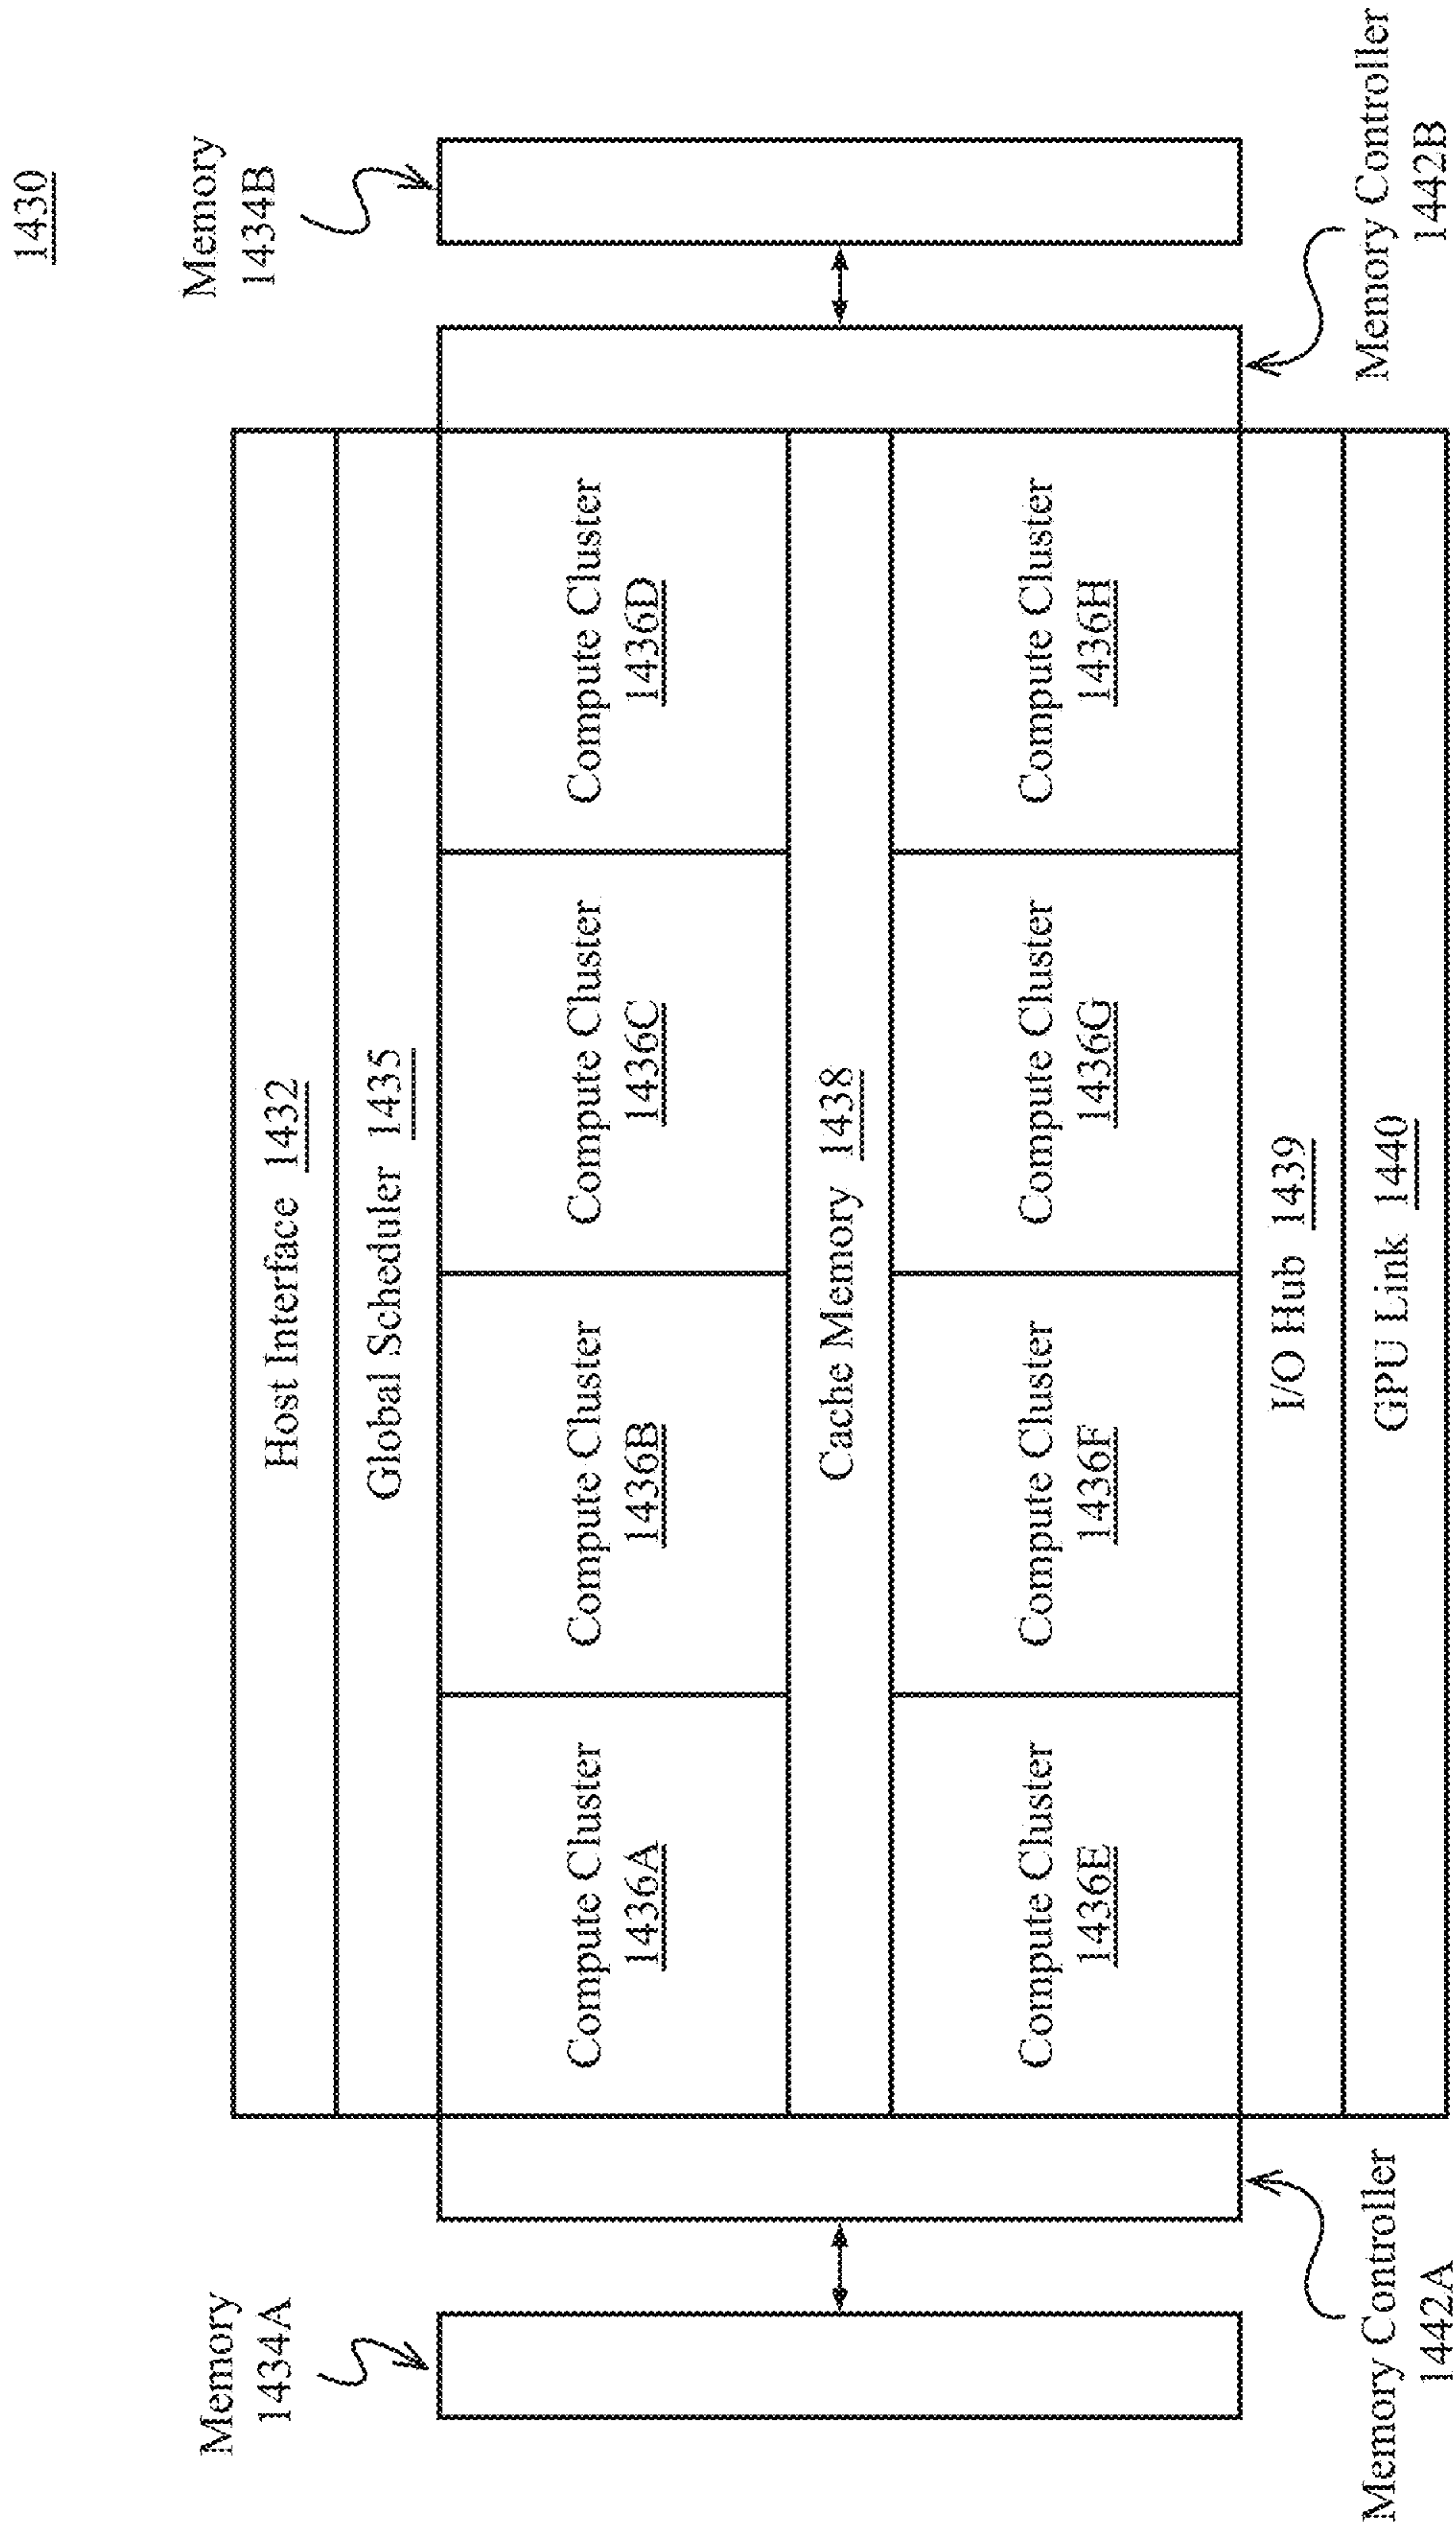 1430
Memory
1434A
Memory
1434B
Host Interface 1432
Global Scheduler 1435
Compute Cluster
1436A
Compute Cluster
1436B
Compute Cluster
1436C
Compute Cluster
1436D
Cache Memory 1438
Compute Cluster
1436E
Compute Cluster
1436F
Compute Cluster
1436G
Compute Cluster
1436H
I/O Hub 1439
GPU Link 1440
Memory Controller
1442A
Memory Controller
1442B